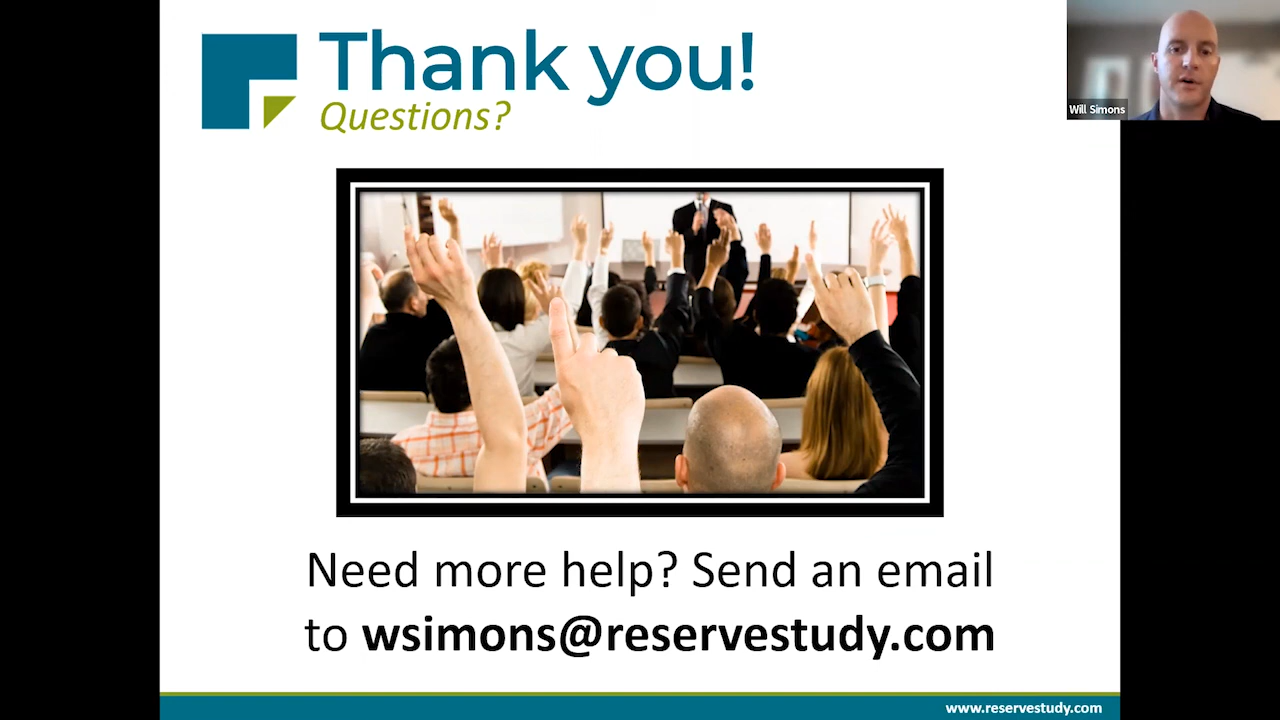 Thank you!
Questions?
Will Simons
Need more help? Send an email
to wsimons@reservestudy.com
www.reservestudy.com